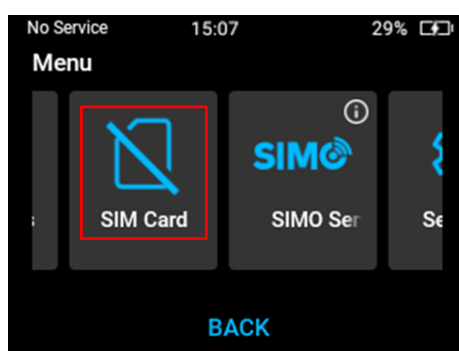 No Service 15:07 29%
Menu
SIM Card
SIMO
SIMO Ser
Se
BACK